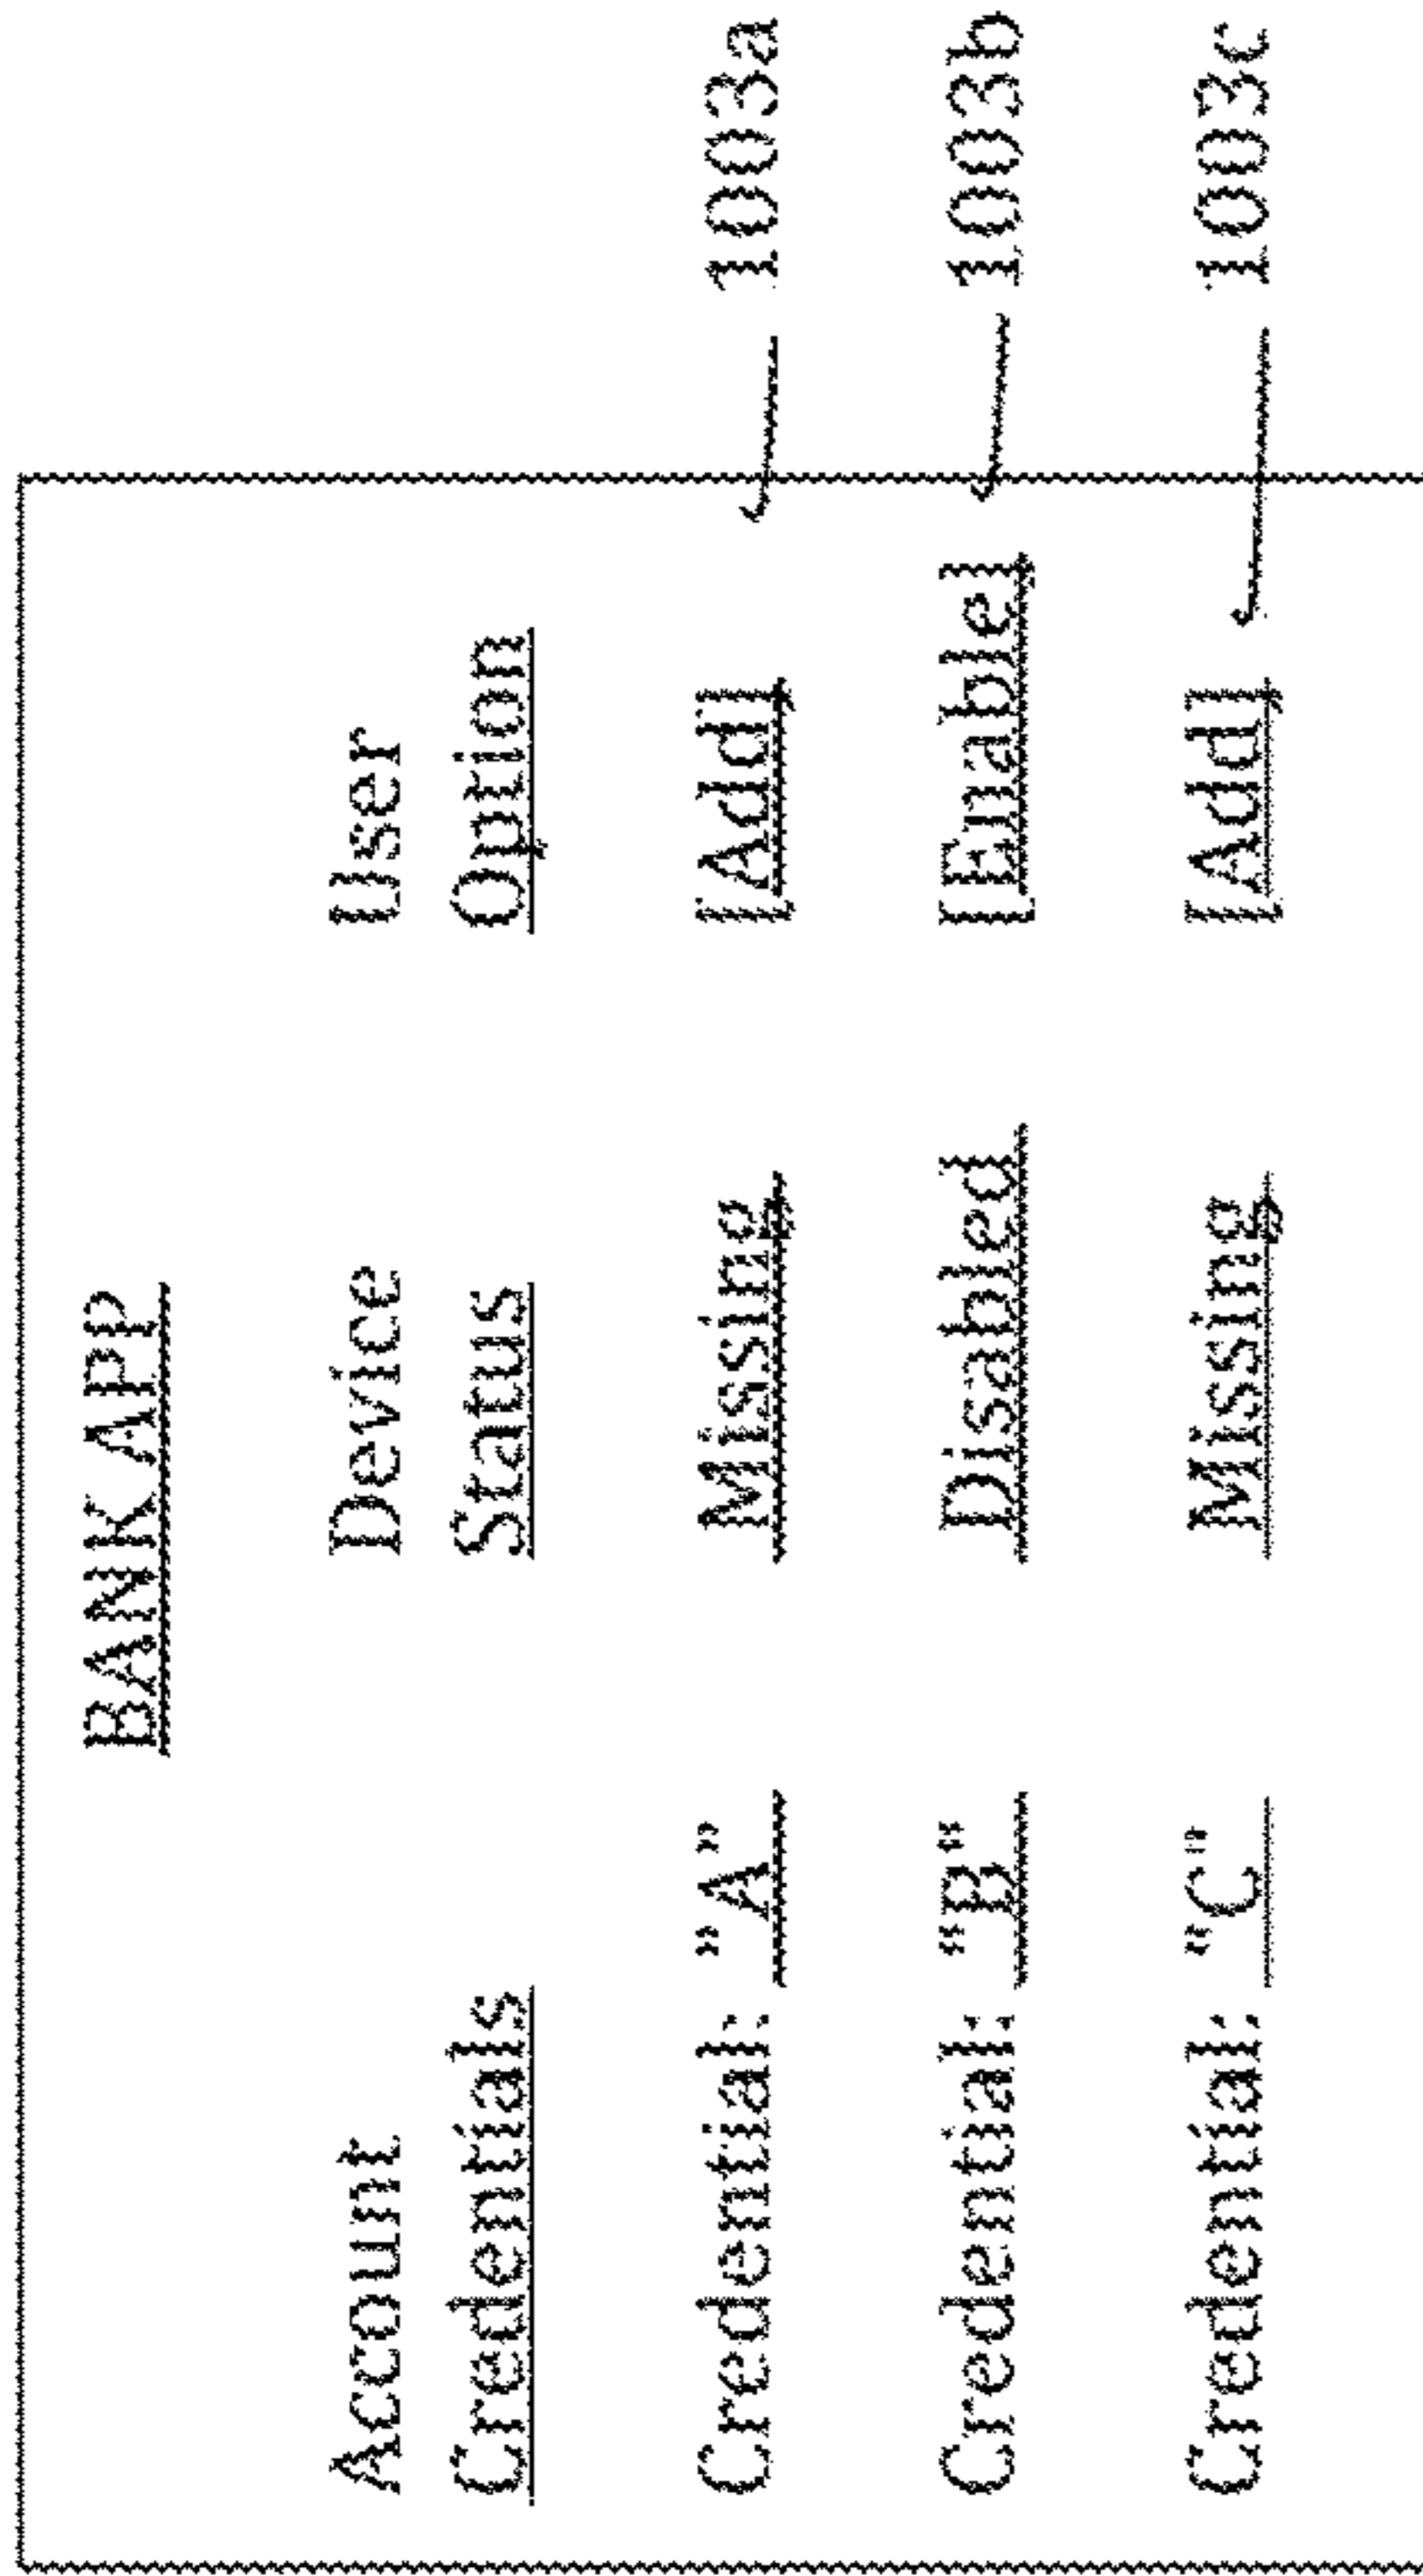 BANK APP
Account Device User
Credentials Status Option
Credential: "A" Missing [Add] 1003a
Credential: "B" Disabled [Enable] 1003b
Credential: "C" Missing [Add] 1003c